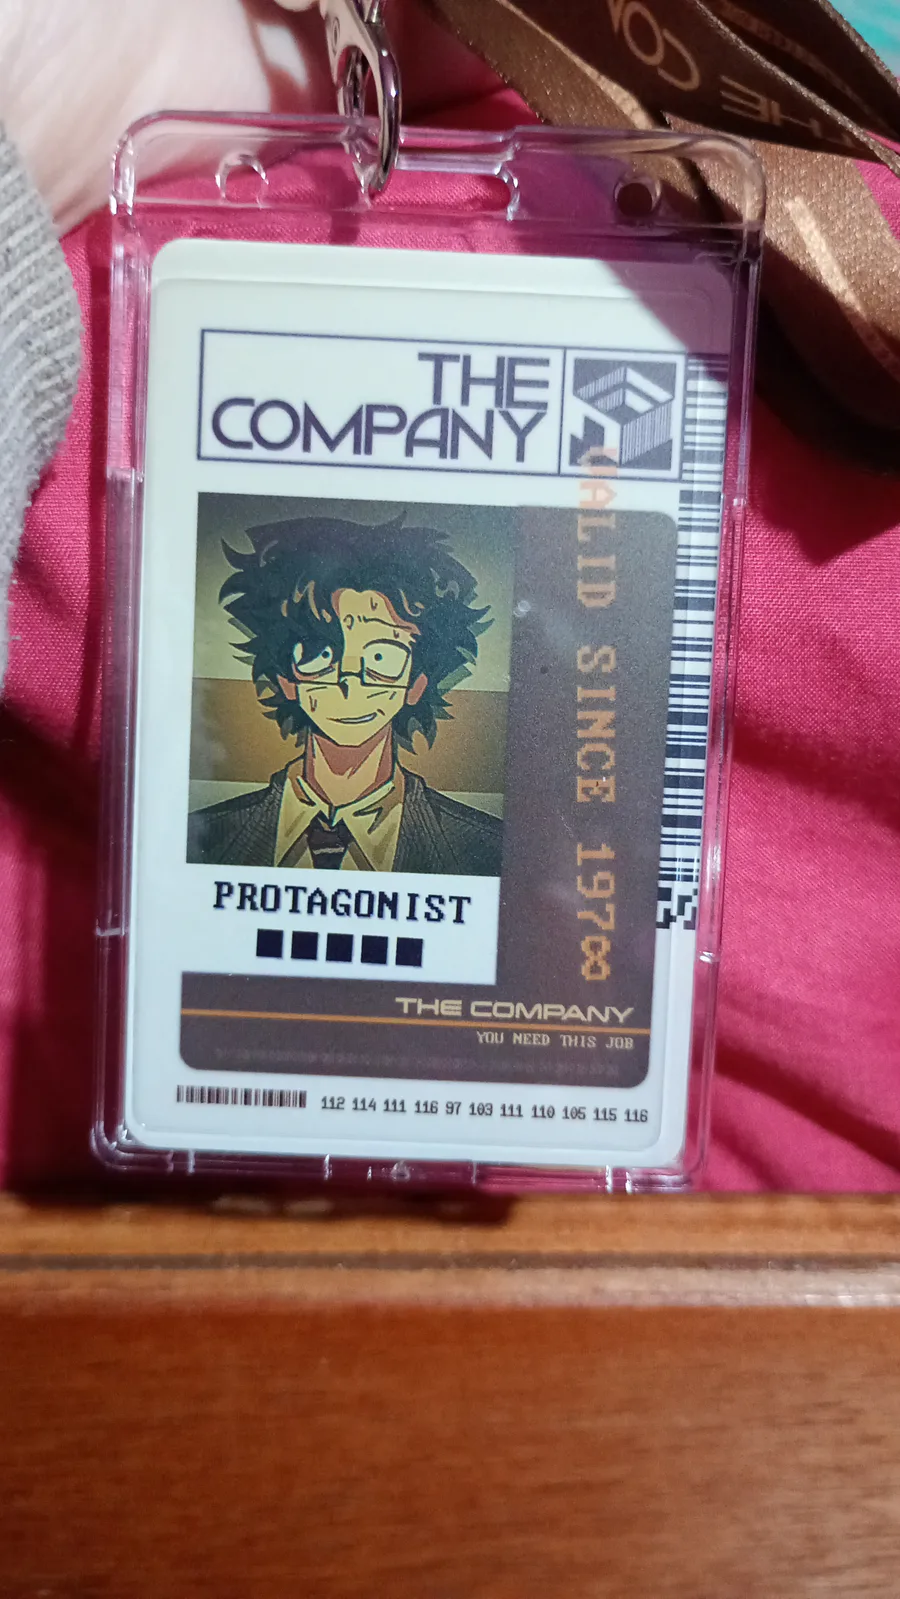 THE
COMPANY
VALID SINCE 1978
PROTAGONIST
THE COMPANY
YOU NEED THIS JOB
112 114 111 116 97 103 111 110 105 115 116